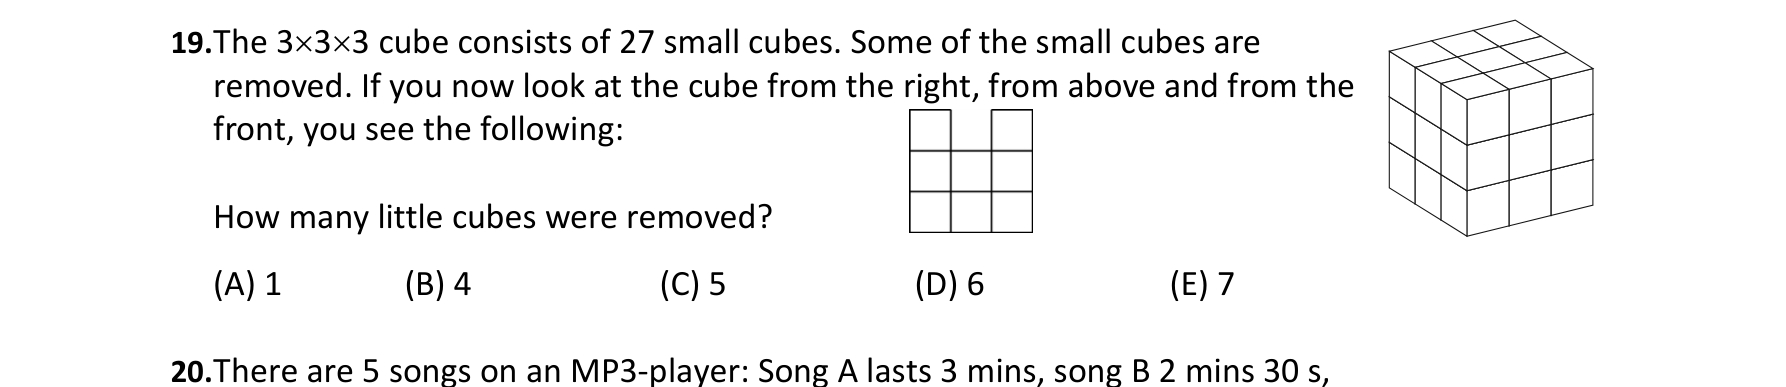 19.The 3×3×3 cube consists of 27 small cubes. Some of the small cubes are
removed. If you now look at the cube from the right, from above and from the
front, you see the following:
How many little cubes were removed?
(A) 1 (B) 4 (C) 5 (D) 6 (E) 7
20.There are 5 songs on an MP3-player: Song A lasts 3 mins, song B 2 mins 30 s,